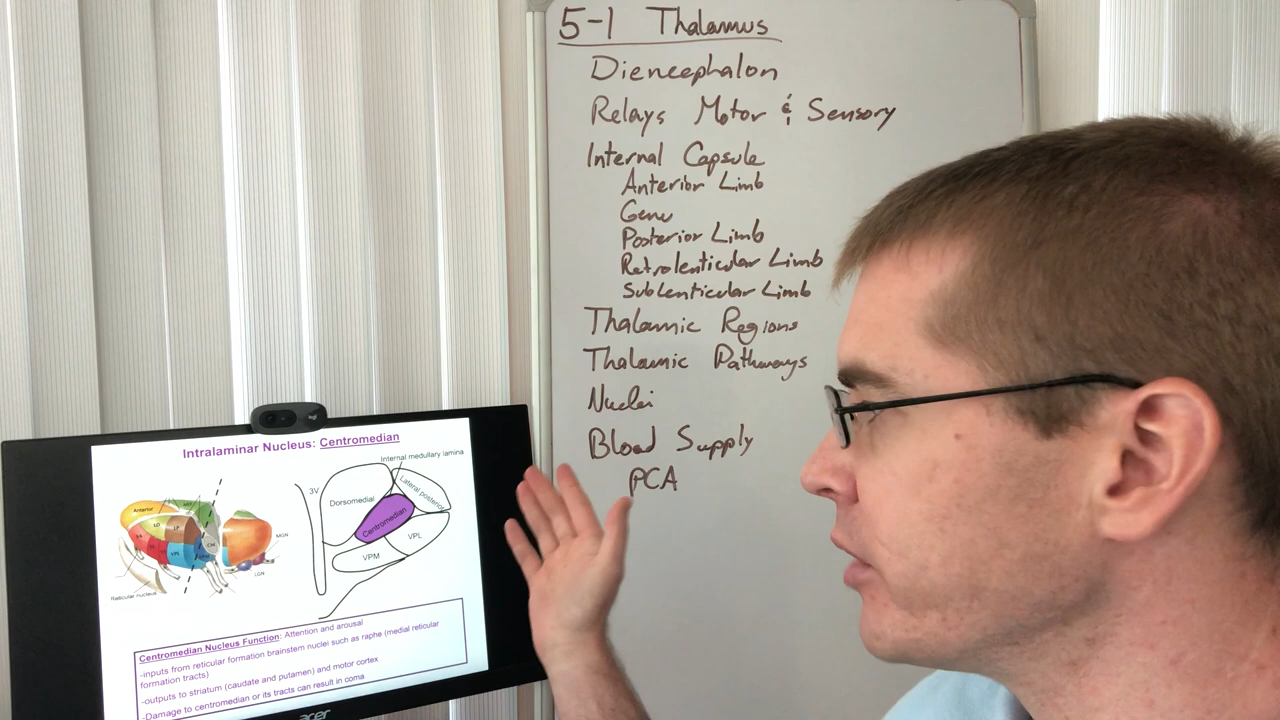 5-1 Thalamus
Diencephalon
Relays Motor & Sensory
Internal Capsule
Anterior Limb
Genu
Posterior Limb
Retrolenticular Limb
Sublenticular Limb
Thalamic Regions
Thalamic Pathways
Nuclei
Blood Supply
PCA
Intralaminar Nucleus: Centromedian
Internal medullary lamina
3V
Dorsomedial
Lateral posterior
Centromedian
VPL
VPM
Anterior
LD
LP
VPL
CM
MGN
LGN
Reticular nucleus
Centromedian Nucleus Function: Attention and arousal
-inputs from reticular formation brainstem nuclei such as raphe (medial reticular
formation tracts)
-outputs to striatum (caudate and putamen) and motor cortex
-Damage to centromedian or its tracts can result in coma
acer